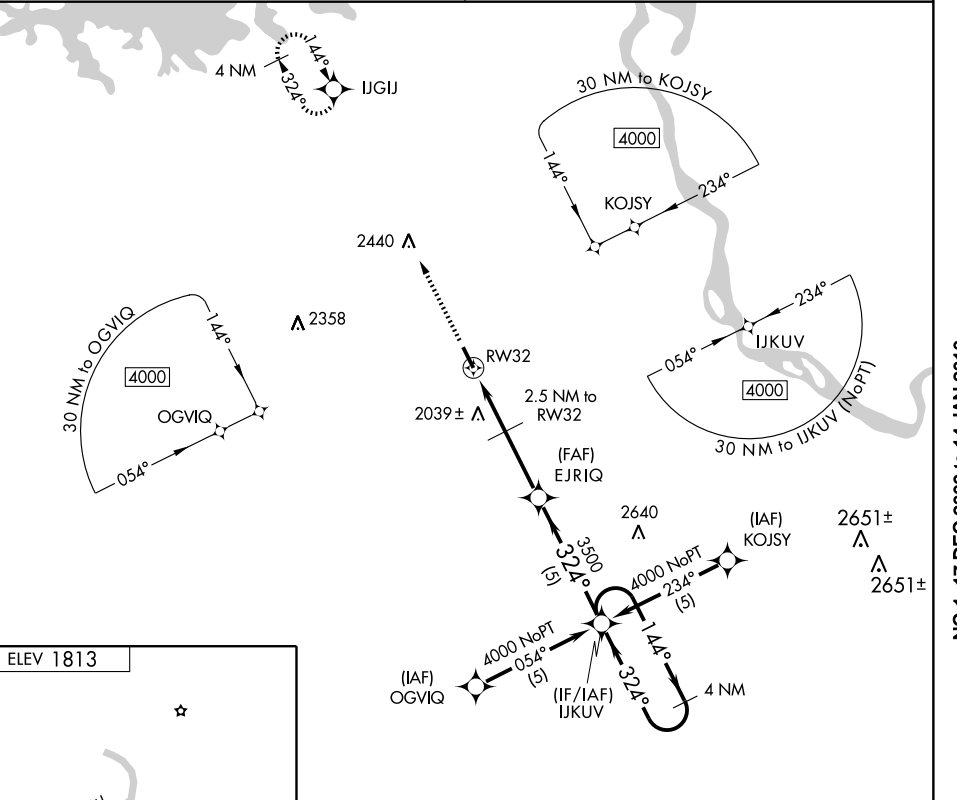 4 NM
144°
324°
IJGIJ
30 NM to KOJSY
4000
144°
234°
KOJSY
2440
2358
30 NM to OGVIQ
144°
4000
OGVIQ
054°
234°
IJKUV
054°
4000
30 NM to IJKUV (NoPT)
RW32
2039±
2.5 NM to
RW32
(FAF)
EJRIQ
2640
(IAF)
KOJSY
2651±
2651±
3500
324°
(5)
4000 NoPT
234°
(5)
4000 NoPT
054°
(5)
(IAF)
OGVIQ
(IF/IAF)
IJKUV
144°
324°
4 NM
ELEV 1813